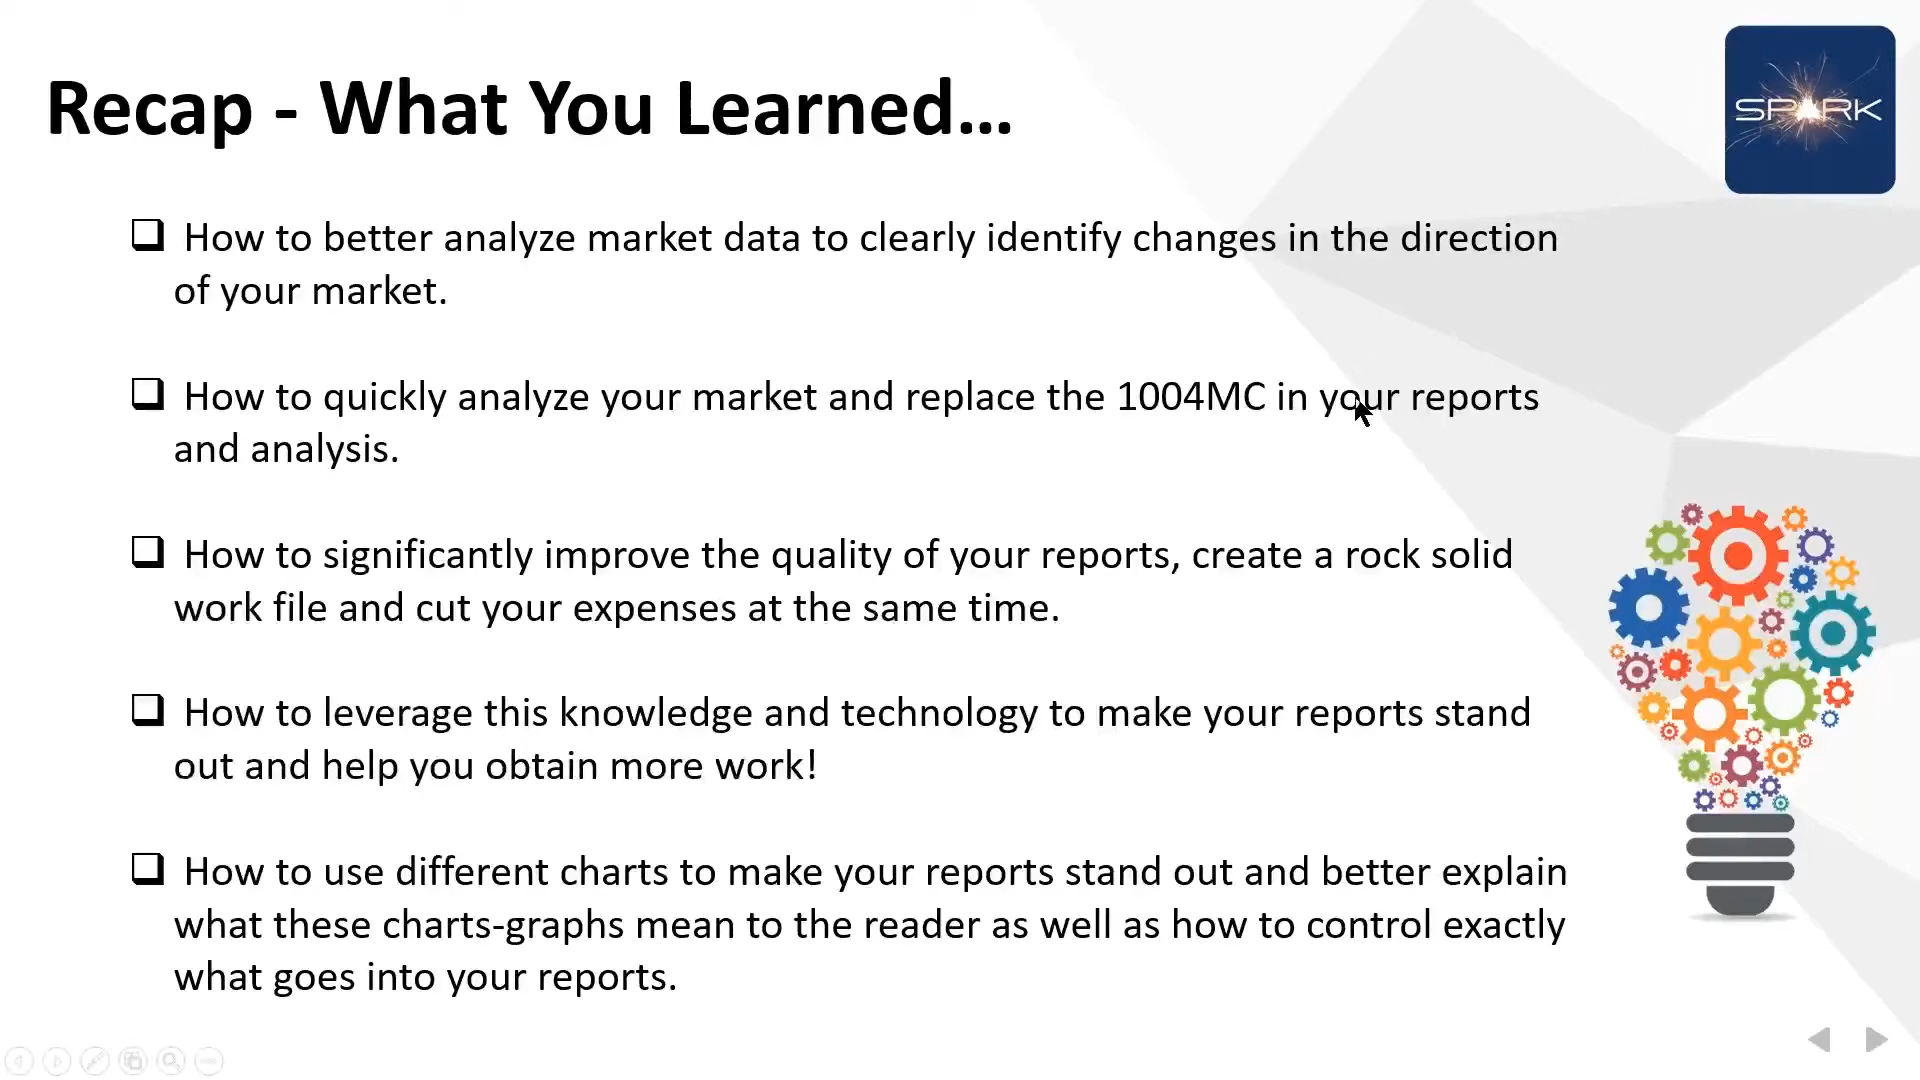 Recap - What You Learned...
SPARK
How to better analyze market data to clearly identify changes in the direction
of your market.
How to quickly analyze your market and replace the 1004MC in your reports
and analysis.
How to significantly improve the quality of your reports, create a rock solid
work file and cut your expenses at the same time.
How to leverage this knowledge and technology to make your reports stand
out and help you obtain more work!
How to use different charts to make your reports stand out and better explain
what these charts-graphs mean to the reader as well as how to control exactly
what goes into your reports.